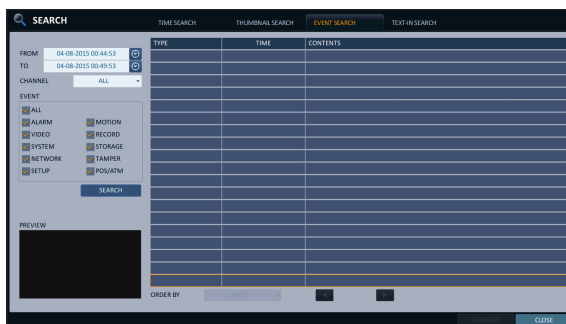 SEARCH
TIME SEARCH THUMBNAIL SEARCH EVENT SEARCH TEXT-IN SEARCH
TYPE TIME CONTENTS
FROM 04-08-2015 00:44:53
TO 04-08-2015 00:49:53
CHANNEL ALL
EVENT
ALL
ALARM MOTION
VIDEO RECORD
SYSTEM STORAGE
NETWORK TAMPER
SETUP POS/ATM
SEARCH
PREVIEW
ORDER BY LATEST
PLAYBACK CLOSE